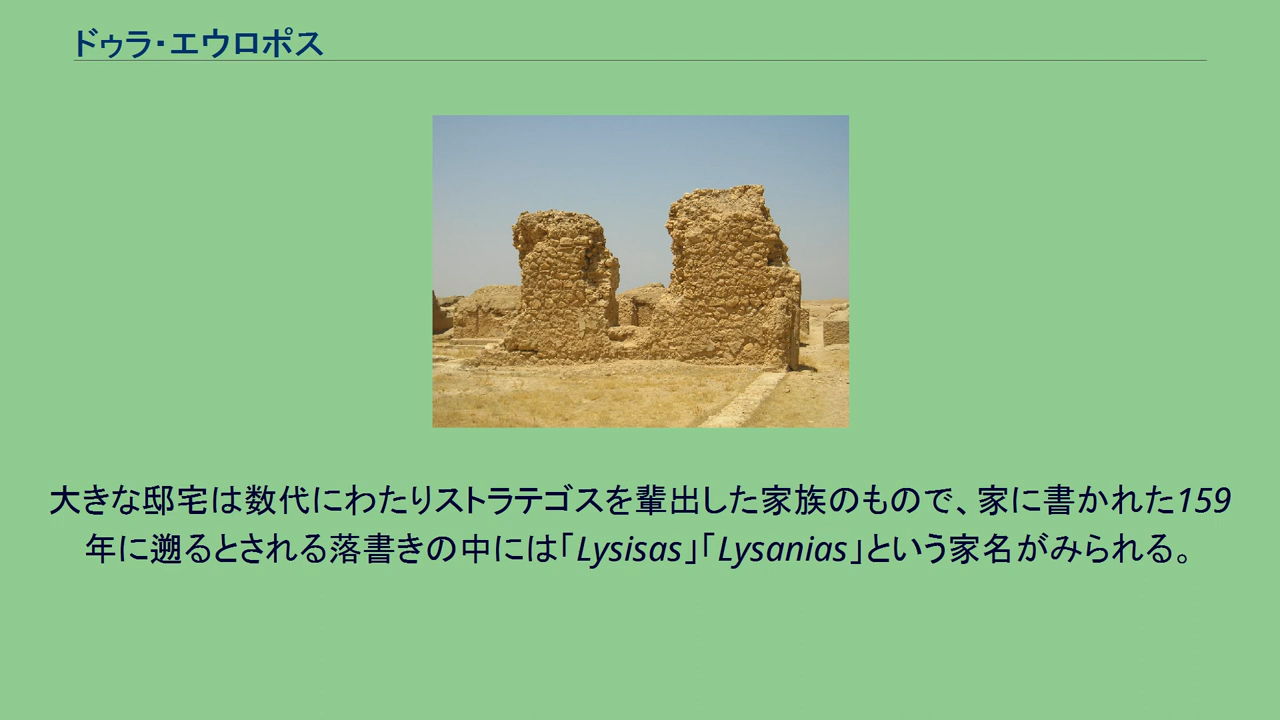 ドゥラ・エウロポス
大きな邸宅は数代にわたりストラテゴスを輩出した家族のもので、家に書かれた159
年に遡るとされる落書きの中には「Lysisas」「Lysanias」という家名がみられる。